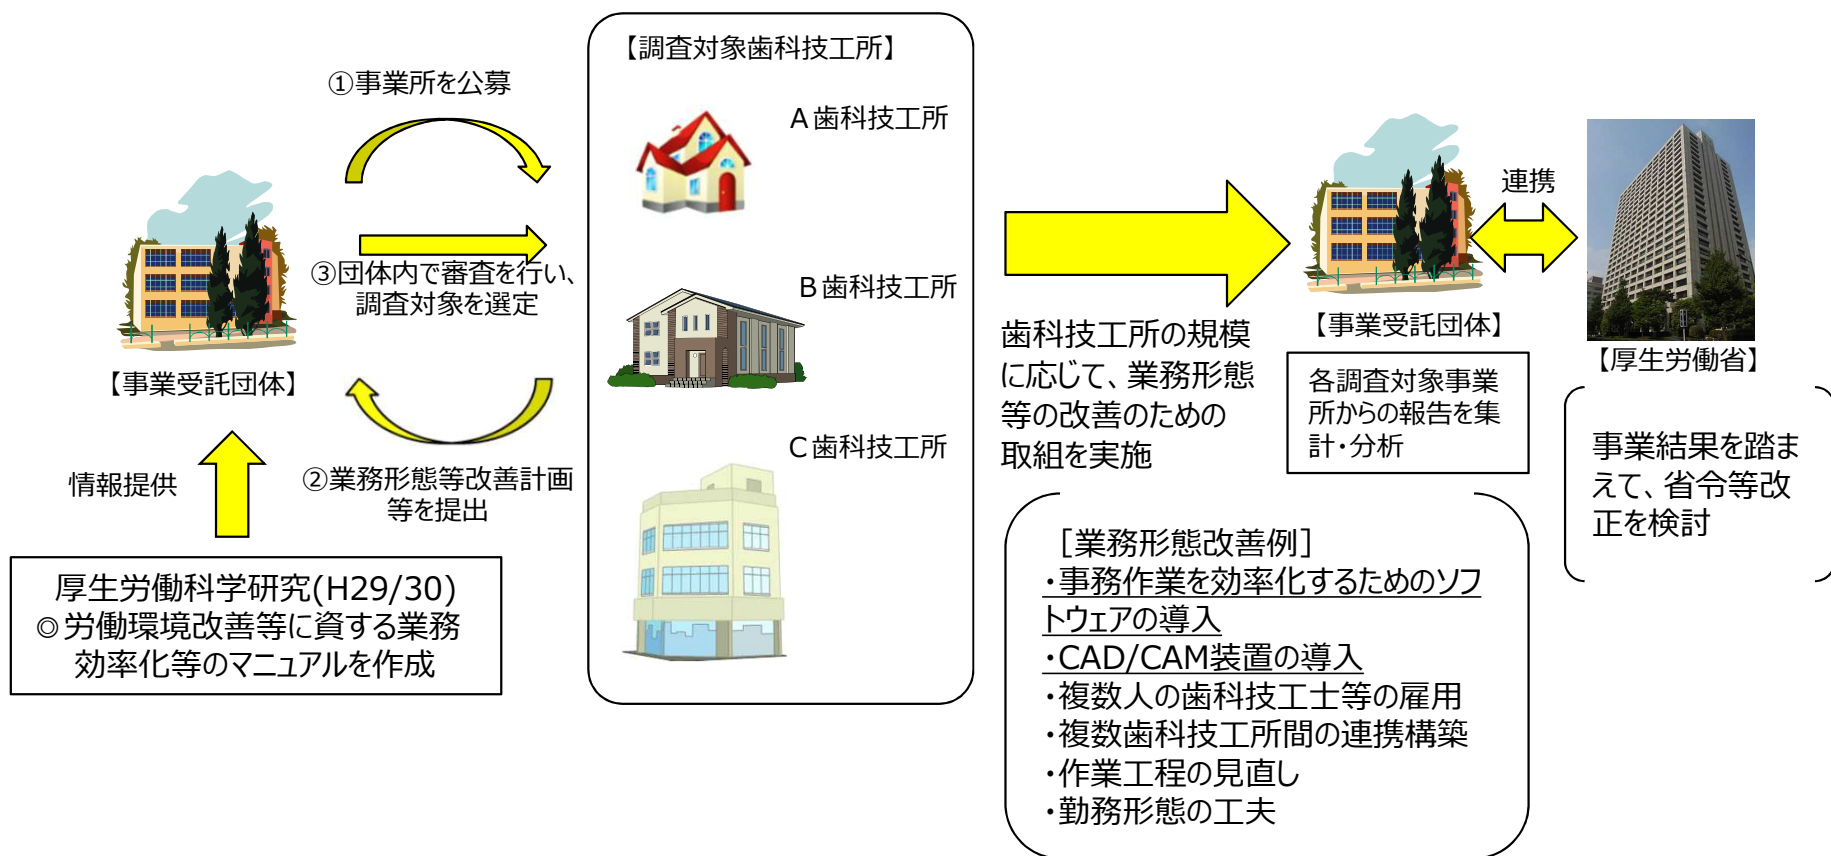 ①事業所を公募
③団体内で審査を行い、
調査対象を選定
【事業受託団体】
②業務形態等改善計画
等を提出
情報提供
厚生労働科学研究(H29/30)
◎労働環境改善等に資する業務
効率化等のマニュアルを作成
【調査対象歯科技工所】
A歯科技工所
B歯科技工所
C歯科技工所
歯科技工所の規模
に応じて、業務形態
等の改善のための
取組を実施
【事業受託団体】
各調査対象事業
所からの報告を集
計・分析
連携
【厚生労働省】
事業結果を踏ま
えて、省令等改
正を検討
[業務形態改善例]
・事務作業を効率化するためのソフ
トウェアの導入
・CAD/CAM装置の導入
・複数人の歯科技工士等の雇用
・複数歯科技工所間の連携構築
・作業工程の見直し
・勤務形態の工夫